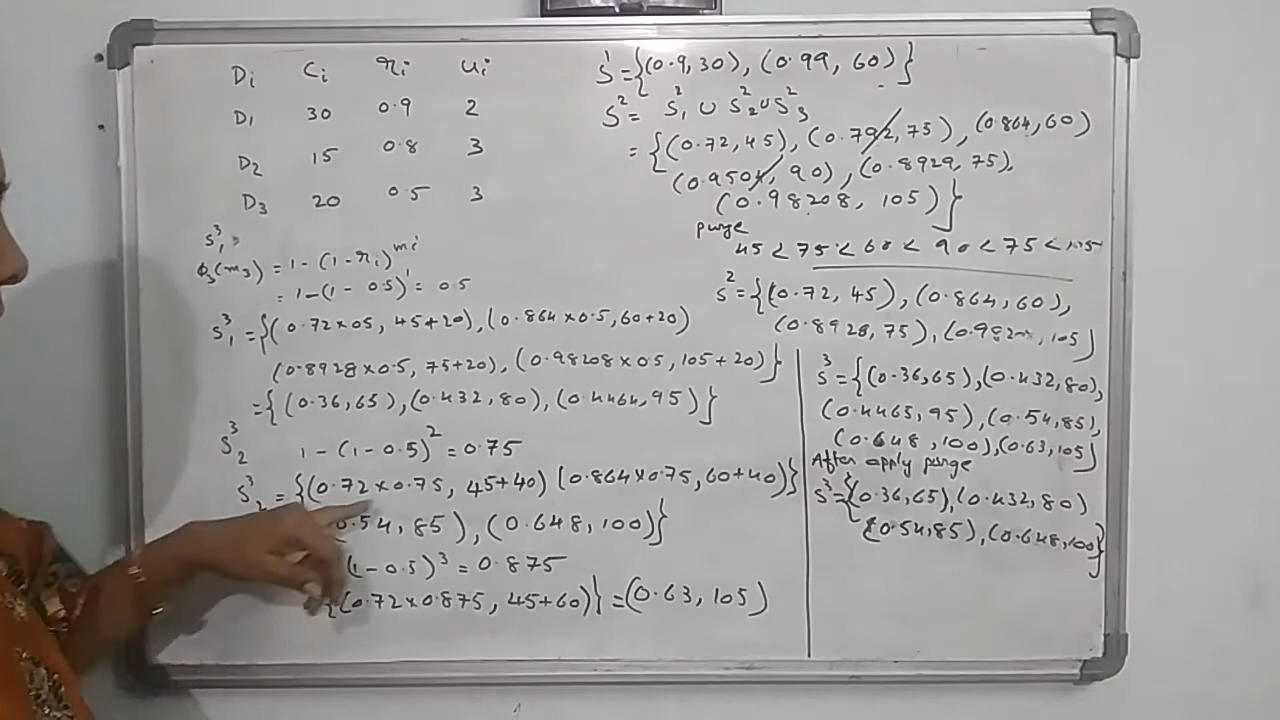 Di Ci ri ui
D1 30 0.9 2
D2 15 0.8 3
D3 20 0.5 3
S³₁
Φ₃(m₃) = 1 - (1 - ri)^mi
= 1 - (1 - 0.5)¹ = 0.5
S³₁ = {(0.72 x 05, 45+20), (0.864 x 0.5, 60+20)
(0.8928 x 0.5, 75+20), (0.98208 x 0.5, 105+20)}
= {(0.36, 65), (0.432, 80), (0.4464, 95)}
S³₂ 1 - (1 - 0.5)² = 0.75
S³₂ = {(0.72 x 0.75, 45+40) (0.864 x 0.75, 60+40)}
0.54, 85), (0.648, 100)}
(1 - 0.5)³ = 0.875
{(0.72 x 0.875, 45+60)} = (0.63, 105)
S¹ = {(0.9, 30), (0.99, 60)}
S² = S²₁ ∪ S²₂ ∪ S²₃
= {(0.72, 45), (0.792, 75), (0.864, 60)
(0.9504, 90), (0.8929, 75),
(0.98208, 105)}
purge
45 < 75 < 60 < 90 < 75 < 105
S² = {(0.72, 45), (0.864, 60),
(0.8928, 75), (0.982, 105)
S³ = {(0.36, 65), (0.432, 80),
(0.4465, 95), (0.54, 85),
(0.648, 100), (0.63, 105)
After apply purge
S³ = {(0.36, 65), (0.432, 80)
(0.54, 85), (0.648, 100)}